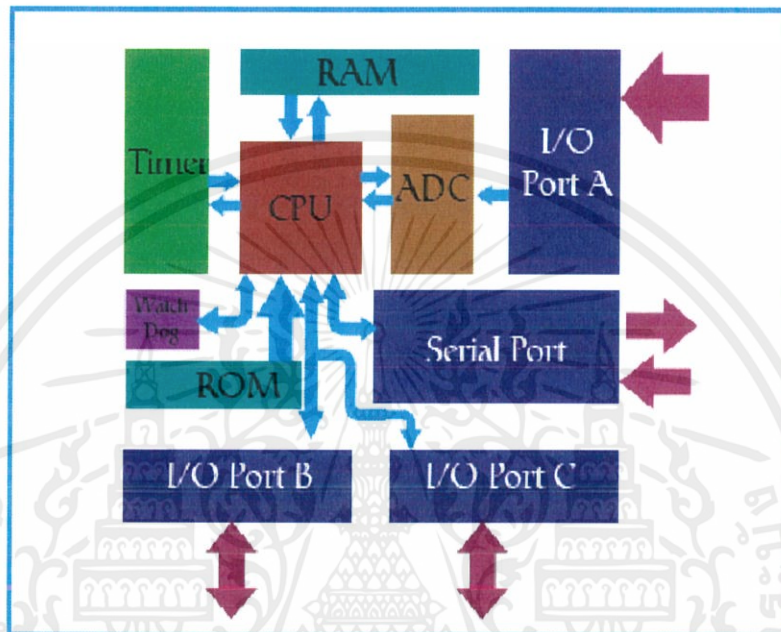 RAM
Timer
CPU
ADC
I/O
Port A
Watch
Dog
Serial Port
ROM
I/O Port B
I/O Port C